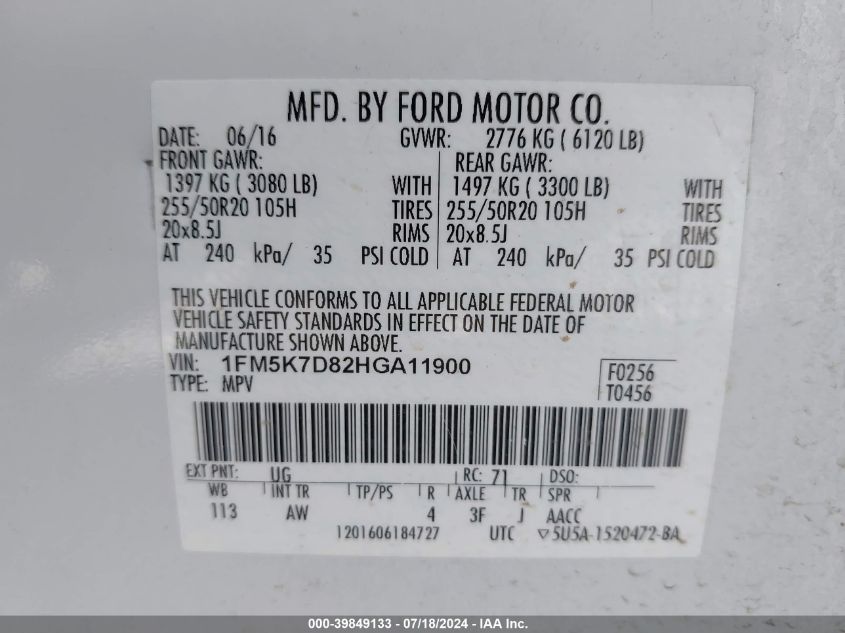 MFD. BY FORD MOTOR CO.
DATE: 06/16 GVWR: 2776 KG ( 6120 LB)
FRONT GAWR: REAR GAWR:
1397 KG ( 3080 LB) WITH 1497 KG ( 3300 LB) WITH
255/50R20 105H TIRES 255/50R20 105H TIRES
20x8.5J RIMS 20x8.5J RIMS
AT 240 kPa/ 35 PSI COLD AT 240 kPa/ 35 PSI COLD
THIS VEHICLE CONFORMS TO ALL APPLICABLE FEDERAL MOTOR
VEHICLE SAFETY STANDARDS IN EFFECT ON THE DATE OF
MANUFACTURE SHOWN ABOVE.
VIN: 1FM5K7D82HGA11900
TYPE: MPV
F0256
T0456
EXT PNT: UG RC: 71 DSO:
WB INT TR TP/PS R AXLE TR SPR
113 AW 4 3F J AACC
1201606184727 UTC ▽5U5A-1520472-BA
000-39849133 - 07/18/2024 - IAA Inc.